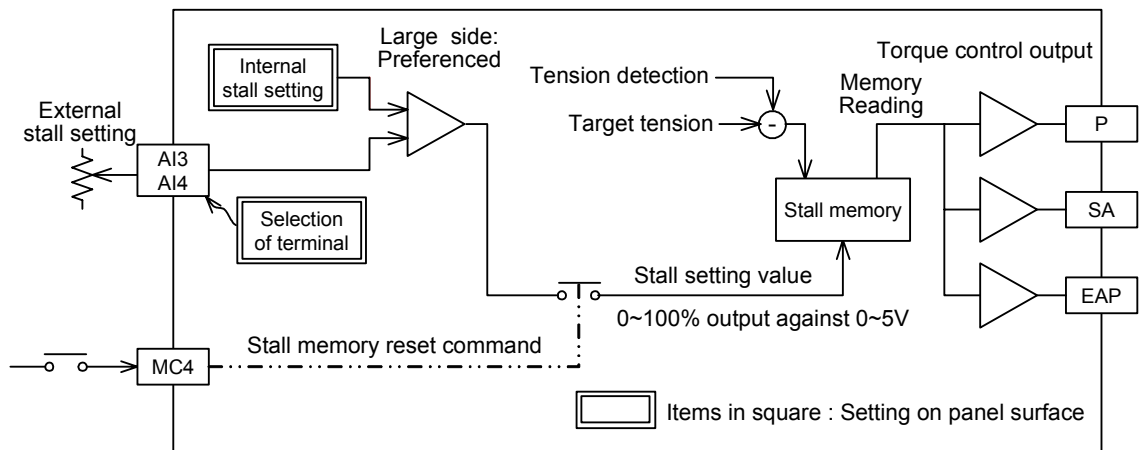 Large side:
Preferenced
Internal
stall setting
External
stall setting
AI3
AI4
Selection
of terminal
Tension detection
Target tension
-
Torque control output
Memory
Reading
Stall memory
P
SA
EAP
Stall setting value
0~100% output against 0~5V
Stall memory reset command
MC4
Items in square : Setting on panel surface